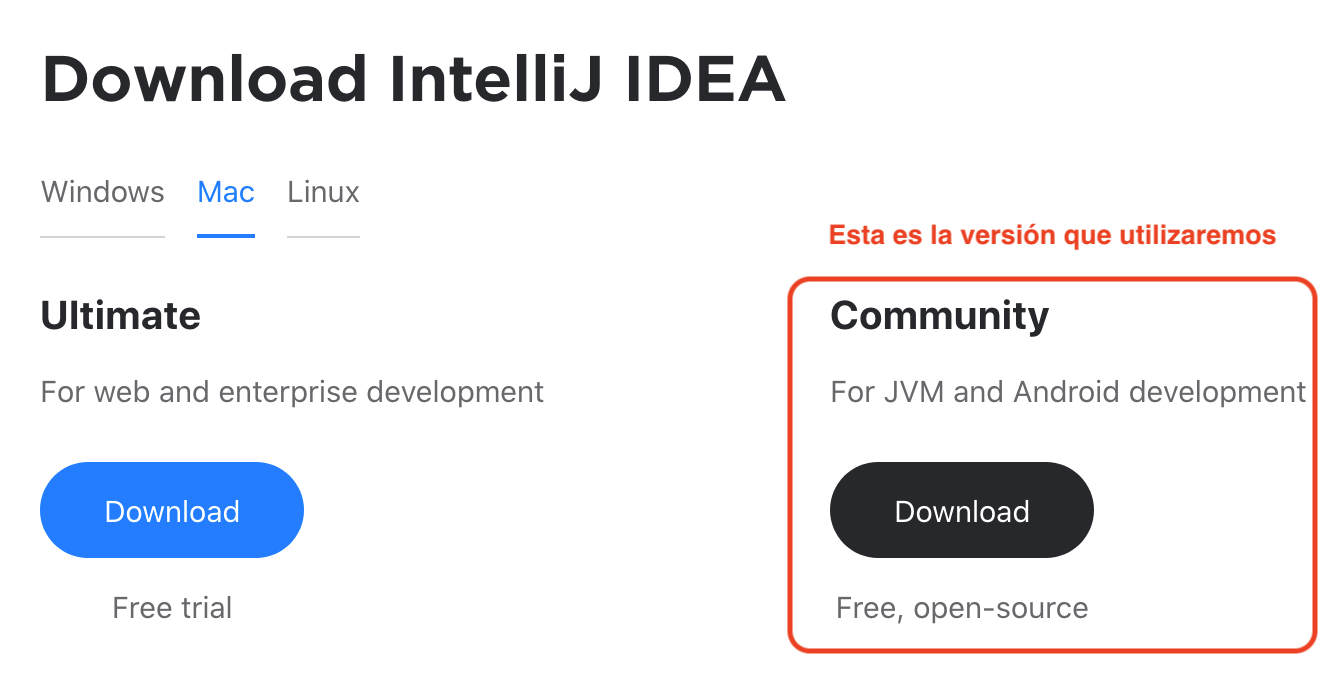 Download IntelliJ IDEA
Windows Mac Linux
Esta es la versión que utilizaremos
Ultimate
For web and enterprise development
Download
Free trial
Community
For JVM and Android development
Download
Free, open-source